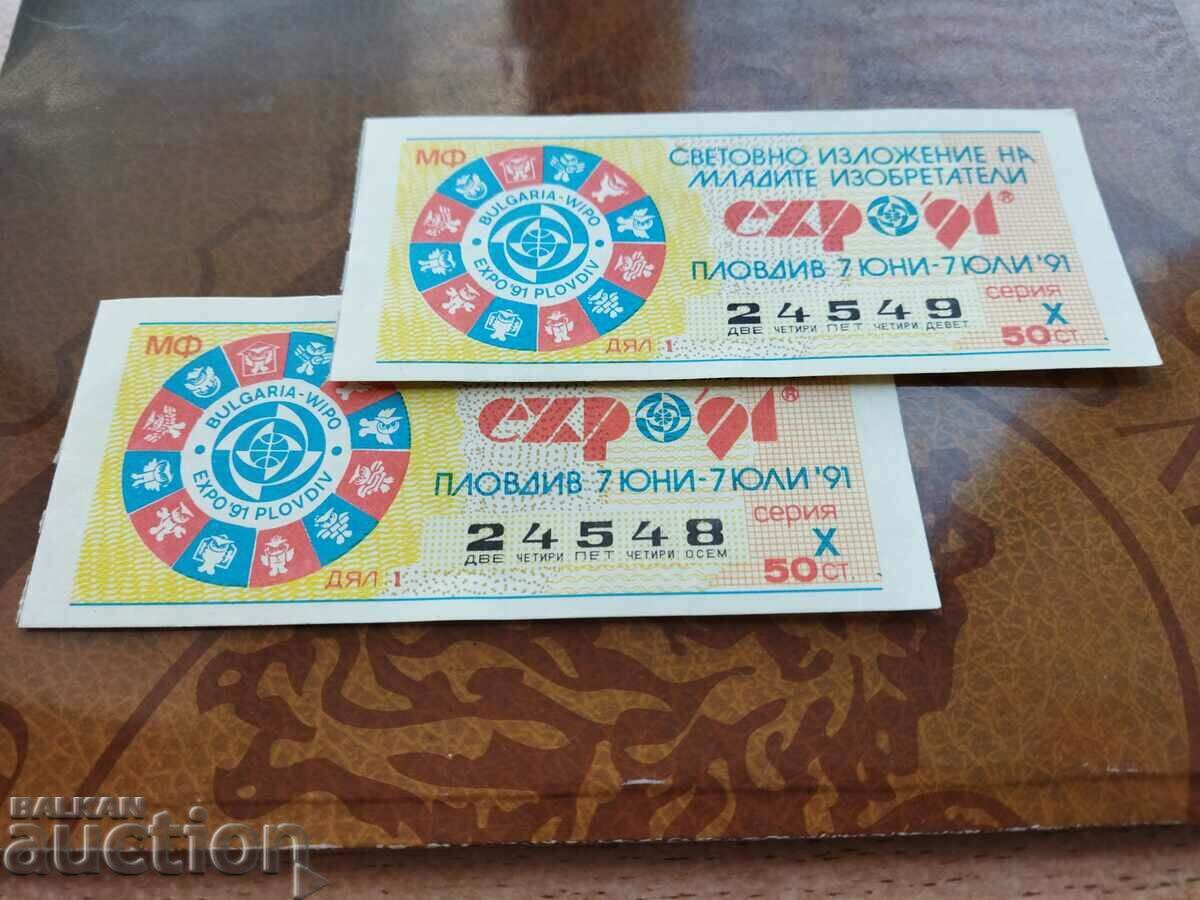 МФ
BULGARIA-WIPO
EXPO '91 PLOVDIV
СВЕТОВНО ИЗЛОЖЕНИЕ НА
МЛАДИТЕ ИЗОБРЕТАТЕЛИ
expo '91®
ПЛОВДИВ 7 ЮНИ - 7 ЮЛИ '91
серия
24549
X
ДВЕ ЧЕТИРИ ПЕТ ЧЕТИРИ ДЕВЕТ
ДЯЛ 1
50 СТ.
МФ
BULGARIA-WIPO
EXPO '91 PLOVDIV
expo '91®
ПЛОВДИВ 7 ЮНИ - 7 ЮЛИ '91
серия
24548
X
ДВЕ ЧЕТИРИ ПЕТ ЧЕТИРИ ОСЕМ
ДЯЛ 1
50 СТ.
BALKAN
auction